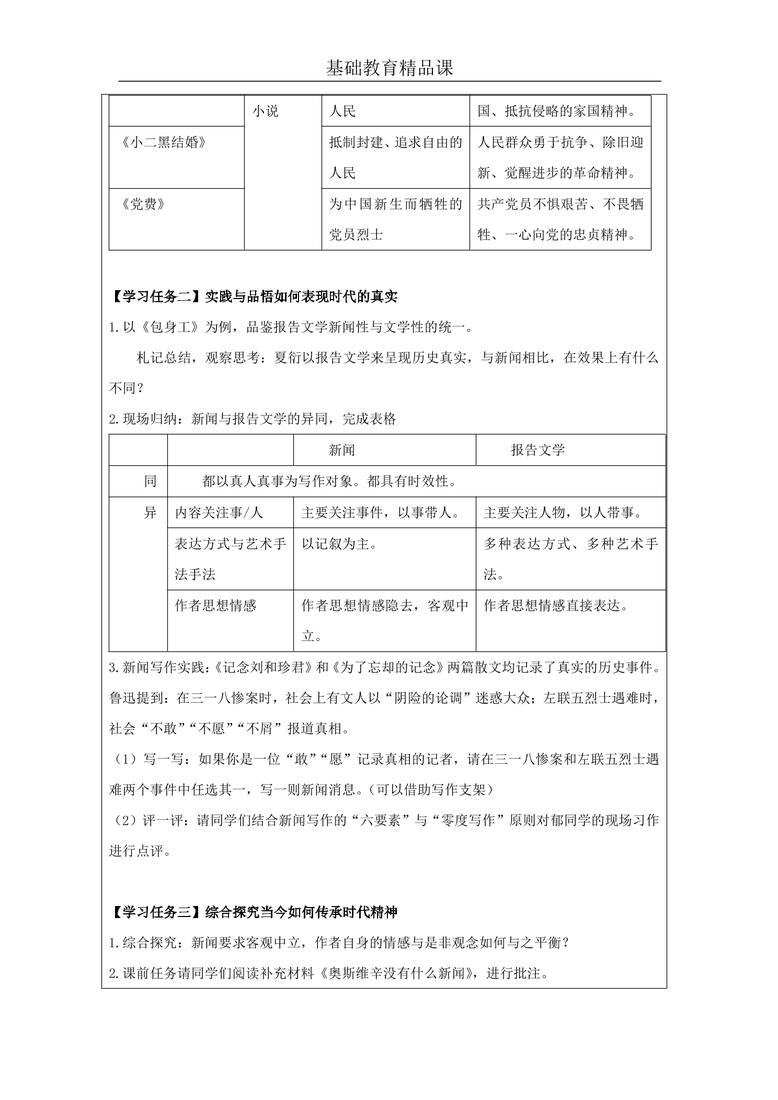 基础教育精品课
小说 人民 国、抵抗侵略的家国精神。
《小二黑结婚》 抵制封建、追求自由的 人民群众勇于抗争、除旧迎
人民 新、觉醒进步的革命精神。
《党费》 为中国新生而牺牲的 共产党员不惧艰苦、不畏牺
党员烈士 牲、一心向党的忠贞精神。
【学习任务二】实践与品悟如何表现时代的真实
1.以《包身工》为例，品鉴报告文学新闻性与文学性的统一。
札记总结，观察思考：夏衍以报告文学来呈现历史真实，与新闻相比，在效果上有什么
不同？
2.现场归纳：新闻与报告文学的异同，完成表格
新闻 报告文学
同 都以真人真事为写作对象。都具有时效性。
异 内容关注事/人 主要关注事件，以事带人。 主要关注人物，以人带事。
表达方式与艺术手 以记叙为主。 多种表达方式、多种艺术手
法手法 法。
作者思想情感 作者思想情感隐去，客观中 作者思想情感直接表达。
立。
3.新闻写作实践：《记念刘和珍君》和《为了忘却的记念》两篇散文均记录了真实的历史事件。
鲁迅提到：在三一八惨案时，社会上有文人以“阴险的论调”迷惑大众；左联五烈士遇难时，
社会“不敢”“不愿”“不屑”报道真相。
（1）写一写：如果你是一位“敢”“愿”记录真相的记者，请在三一八惨案和左联五烈士遇
难两个事件中任选其一，写一则新闻消息。（可以借助写作支架）
（2）评一评：请同学们结合新闻写作的“六要素”与“零度写作”原则对郁同学的现场习作
进行点评。
【学习任务三】综合探究当今如何传承时代精神
1.综合探究：新闻要求客观中立，作者自身的情感与是非观念如何与之平衡？
2.课前任务请同学们阅读补充材料《奥斯维辛没有什么新闻》，进行批注。